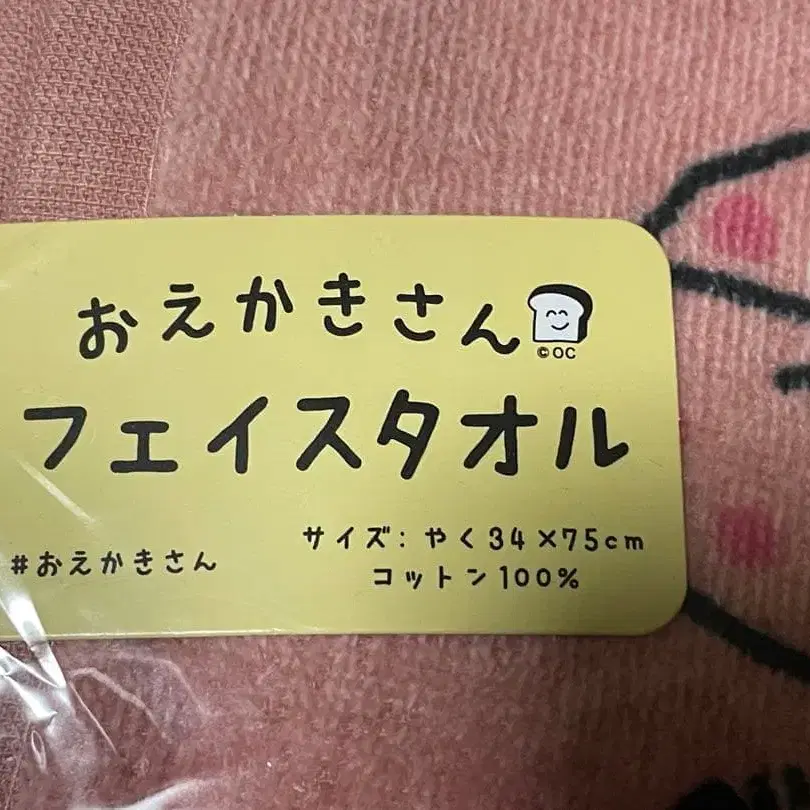 おえかきさん
©OC
フェイスタオル
#おえかきさん
サイズ: やく34×75cm
コットン100%